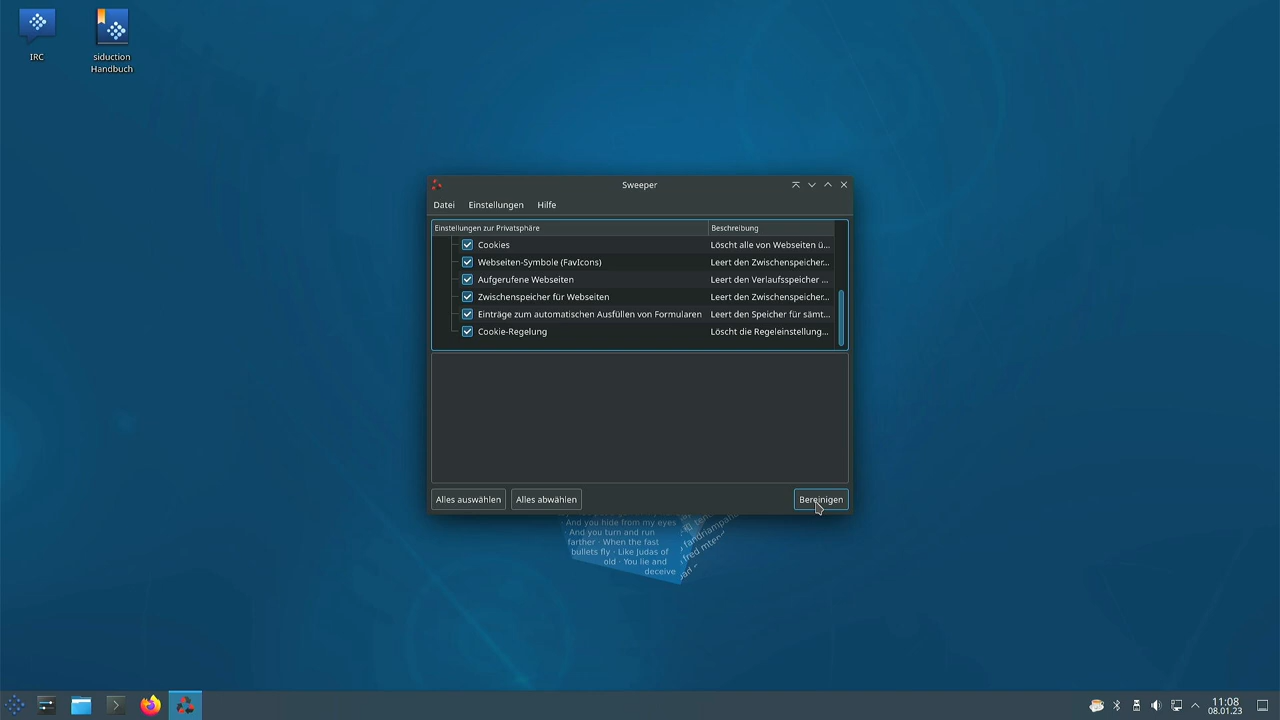 IRC
siduction
Handbuch
Sweeper
Datei Einstellungen Hilfe
Einstellungen zur Privatsphäre Beschreibung
Cookies Löscht alle von Webseiten ü...
Webseiten-Symbole (FavIcons) Leert den Zwischenspeicher...
Aufgerufene Webseiten Leert den Verlaufsspeicher ...
Zwischenspeicher für Webseiten Leert den Zwischenspeicher...
Einträge zum automatischen Ausfüllen von Formularen Leert den Speicher für sämt...
Cookie-Regelung Löscht die Regeleinstellung...
Alles auswählen Alles abwählen Bereinigen
· And you hide from my eyes
· And you turn and run
farther · When the fast
bullets fly · Like Judas of
old · You lie and
deceive
11:08
08.01.23